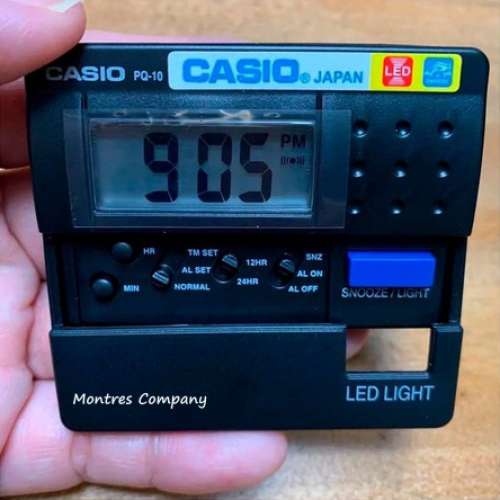 CASIO PQ-10 CASIO® JAPAN LED
PM
905
HR TM SET 12HR SNZ
AL SET AL ON
MIN NORMAL 24HR AL OFF
SNOOZE / LIGHT
LED LIGHT
Montres Company